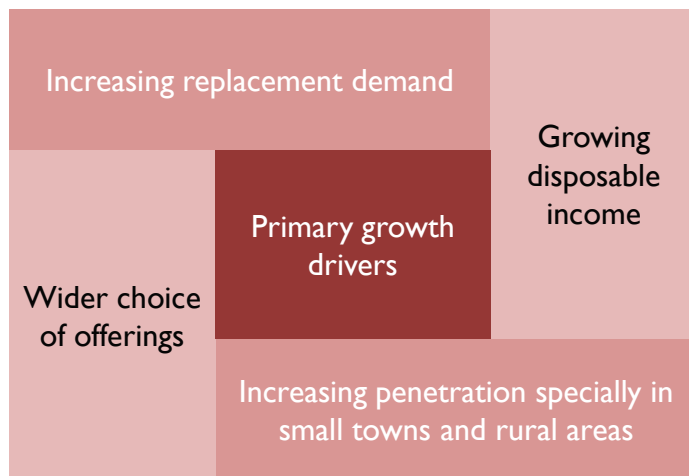 Increasing replacement demand
Growing
disposable
income
Primary growth
drivers
Wider choice
of offerings
Increasing penetration specially in
small towns and rural areas